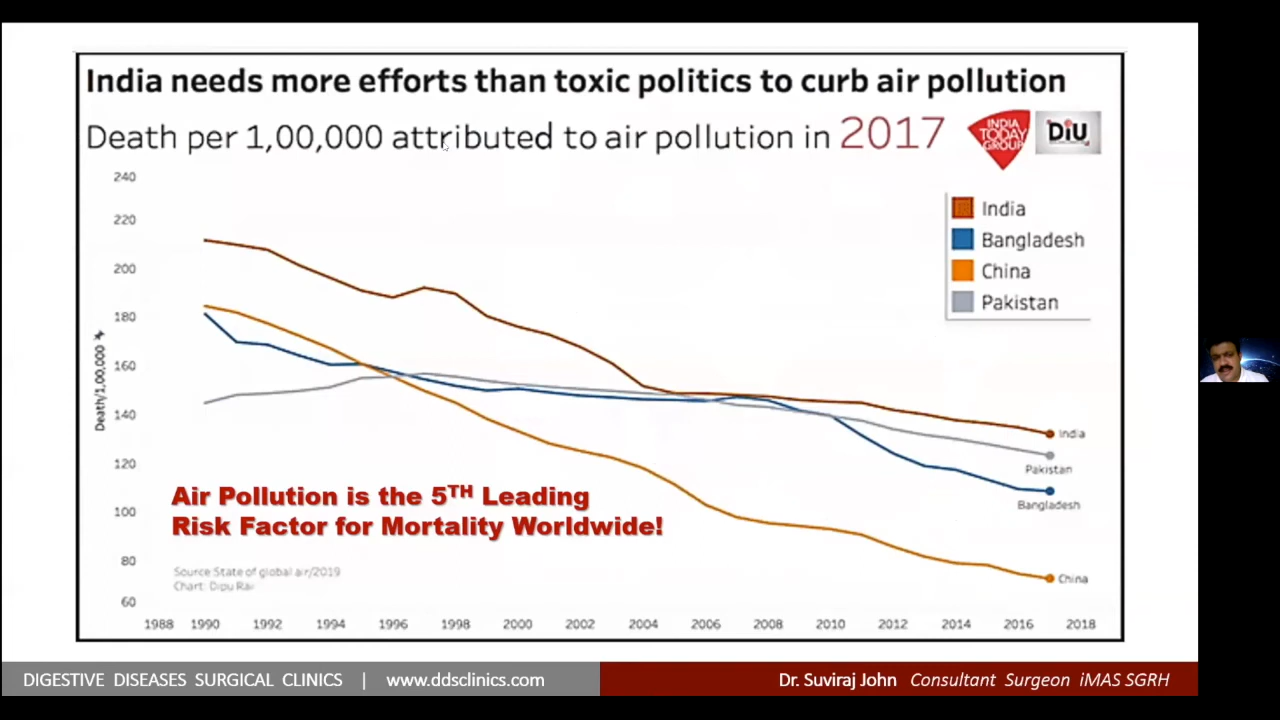 India needs more efforts than toxic politics to curb air pollution
Death per 1,00,000 attributed to air pollution in 2017
INDIA
TODAY
GROUP
DiU
240
220
200
180
160
140
120
100
80
60
Death/1,00,000
India
Bangladesh
China
Pakistan
India
Pakistan
Bangladesh
China
Air Pollution is the 5TH Leading
Risk Factor for Mortality Worldwide!
Source State of global air/2019
Chart: Dipu Rai
1988 1990 1992 1994 1996 1998 2000 2002 2004 2006 2008 2010 2012 2014 2016 2018
DIGESTIVE DISEASES SURGICAL CLINICS | www.ddsclinics.com
Dr. Suviraj John Consultant Surgeon iMAS SGRH